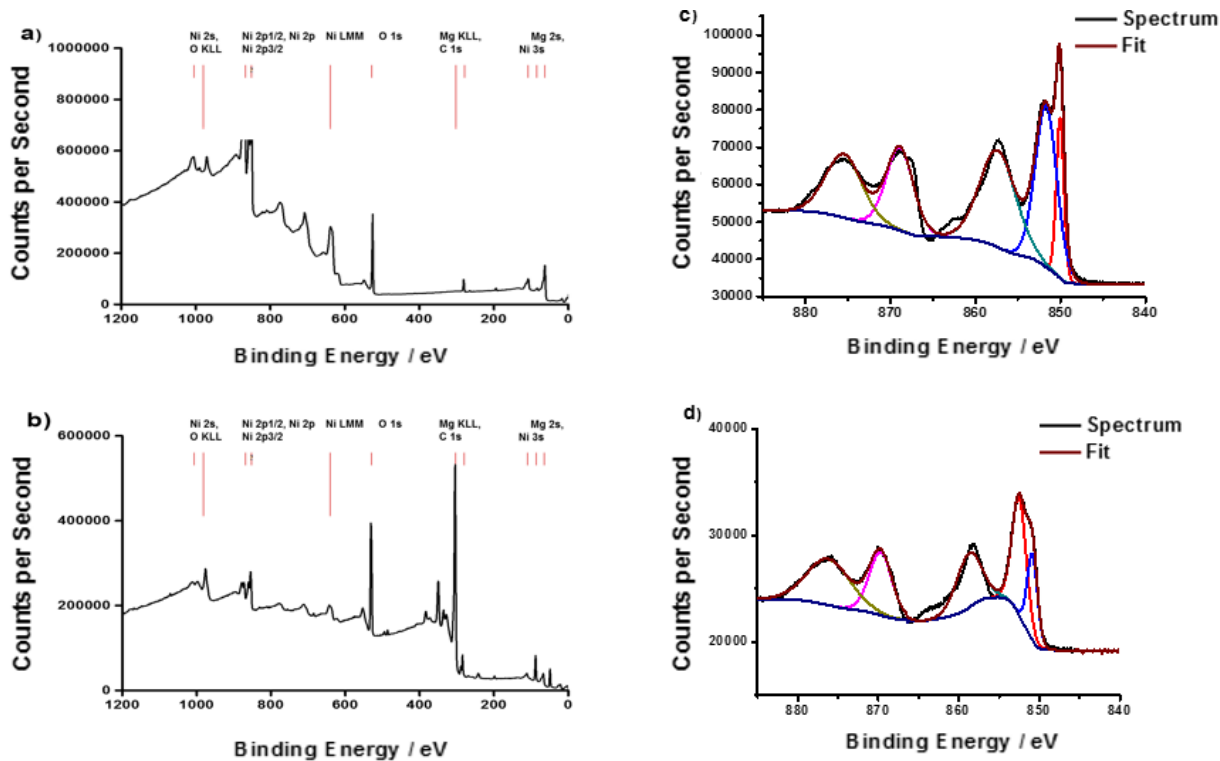 a)
Ni 2s, Ni 2p1/2, Ni 2p Ni LMM O 1s Mg KLL, Mg 2s,
O KLL Ni 2p3/2 C 1s Ni 3s
1000000
800000
600000
400000
200000
0
Counts per Second
1200 1000 800 600 400 200 0
Binding Energy / eV
c)
Spectrum
Fit
100000
90000
80000
70000
60000
50000
40000
30000
Counts per Second
880 870 860 850 840
Binding Energy / eV
b)
Ni 2s, Ni 2p1/2, Ni 2p Ni LMM O 1s Mg KLL, Mg 2s,
O KLL Ni 2p3/2 C 1s Ni 3s
600000
400000
200000
0
Counts per Second
1200 1000 800 600 400 200 0
Binding Energy / eV
d)
Spectrum
Fit
40000
30000
20000
Counts per Second
880 870 860 850 840
Binding Energy / eV